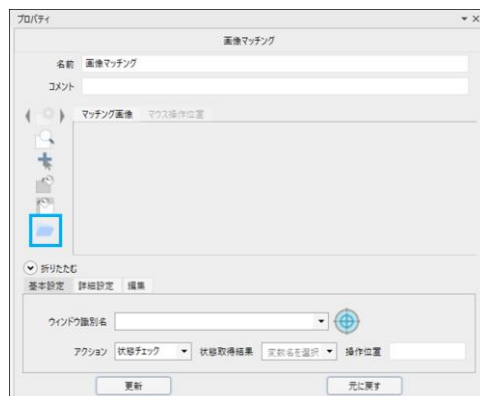 プロパティ
画像マッチング
名前 画像マッチング
コメント
マッチング画像 マウス操作位置
折りたたむ
基本設定 詳細設定 編集
ウィンドウ識別名
アクション 状態チェック 状態取得結果 変数名を選択 操作位置
更新 元に戻す